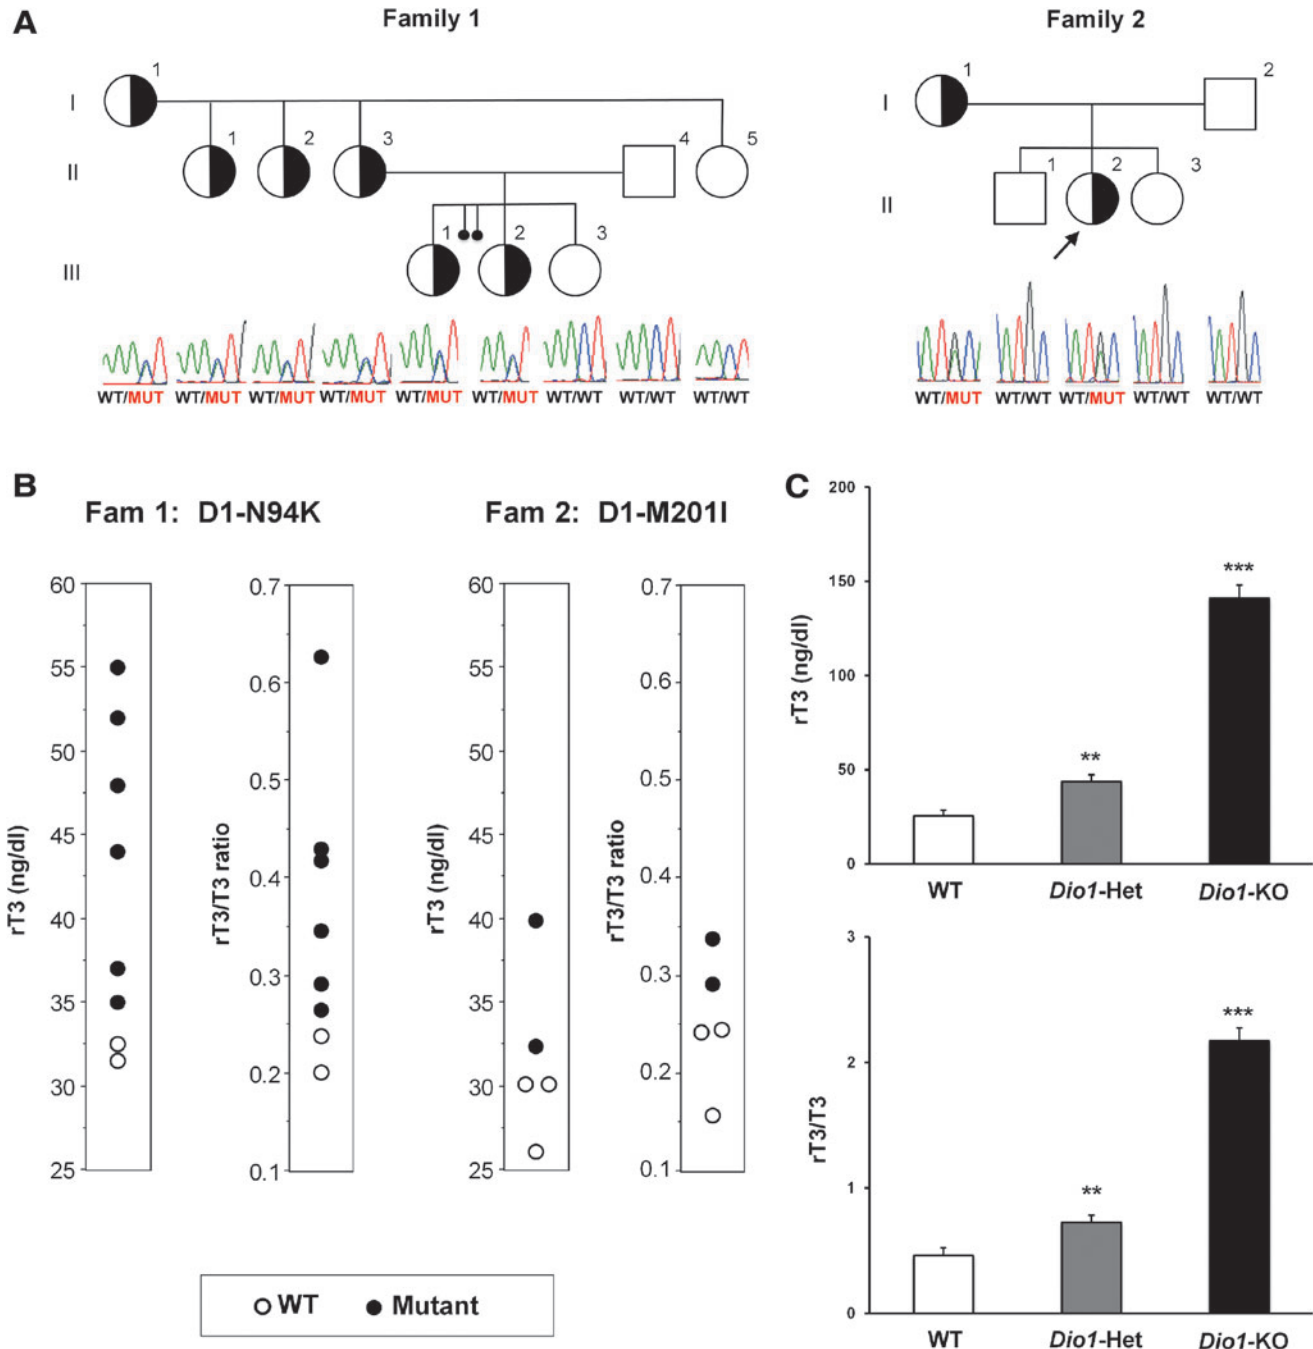 A
Family 1
Family 2
I
1
I
1
2
II
1
2
3
4
5
II
1
2
3
III
1
2
3
WT/MUT WT/MUT WT/MUT WT/MUT WT/MUT WT/MUT WT/WT WT/WT WT/WT
WT/MUT WT/WT WT/MUT WT/WT WT/WT
B
Fam 1: D1-N94K
Fam 2: D1-M201I
rT3 (ng/dl)
60
55
50
45
40
35
30
25
rT3/T3 ratio
0.7
0.6
0.5
0.4
0.3
0.2
0.1
rT3 (ng/dl)
60
55
50
45
40
35
30
25
rT3/T3 ratio
0.7
0.6
0.5
0.4
0.3
0.2
0.1
WT
Mutant
C
rT3 (ng/dl)
200
150
100
50
0
**
***
WT
Dio1-Het
Dio1-KO
rT3/T3
3
2
1
0
**
***
WT
Dio1-Het
Dio1-KO